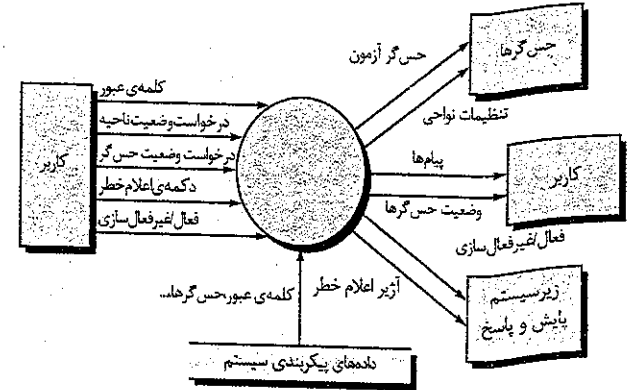 حس‌گرها
حس‌گر آزمون
کلمه‌ی عبور
تنظیمات نواحی
درخواست وضعیت ناحیه
پیام‌ها
درخواست وضعیت حس‌گر
کاربر
کاربر
دکمه‌ی اعلام خطر
وضعیت حس‌گرها
فعال/غیرفعال‌سازی
فعال/غیرفعال‌سازی
آژیر اعلام خطر
کلمه‌ی عبور،حس‌گرها،...
زیرسیستم
پایش و پاسخ
داده‌های پیکربندی سیستم